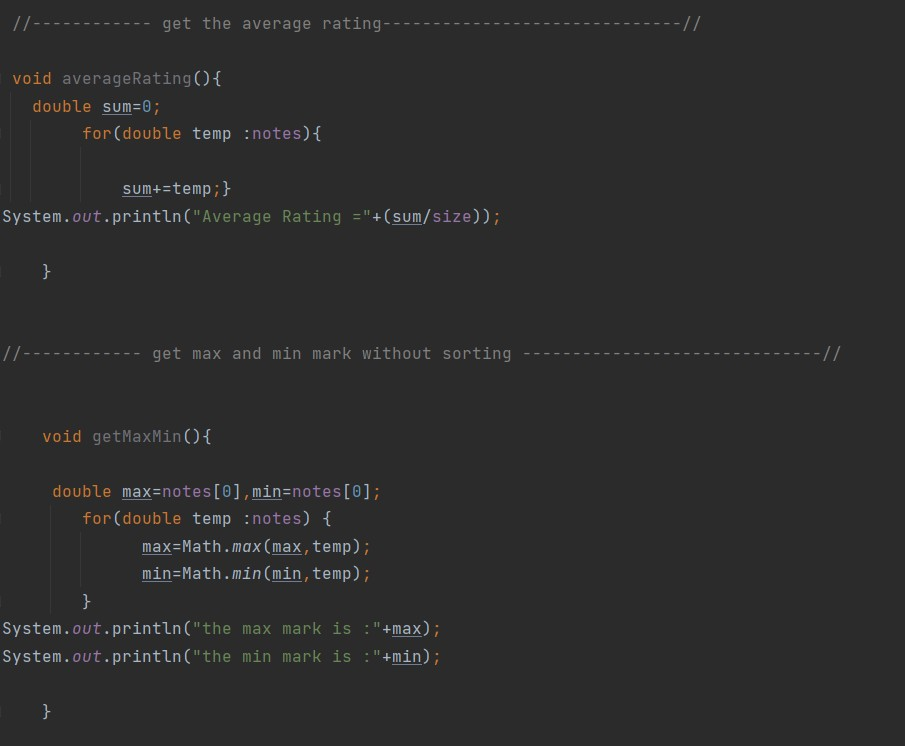 //------------ get the average rating------------------------------//
void averageRating(){
double sum=0;
for(double temp :notes){
sum+=temp;}
System.out.println("Average Rating ="+(sum/size));
}
//------------ get max and min mark without sorting ------------------------------//
void getMaxMin(){
double max=notes[0],min=notes[0];
for(double temp :notes) {
max=Math.max(max,temp);
min=Math.min(min,temp);
}
System.out.println("the max mark is :"+max);
System.out.println("the min mark is :"+min);
}